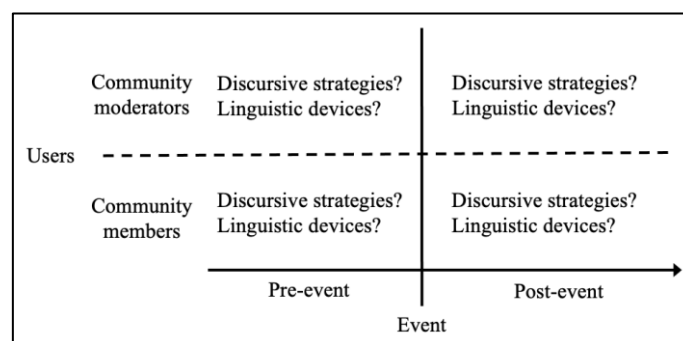 Community
moderators
Discursive strategies?
Linguistic devices?
Discursive strategies?
Linguistic devices?
Users
Community
members
Discursive strategies?
Linguistic devices?
Discursive strategies?
Linguistic devices?
Pre-event
Post-event
Event